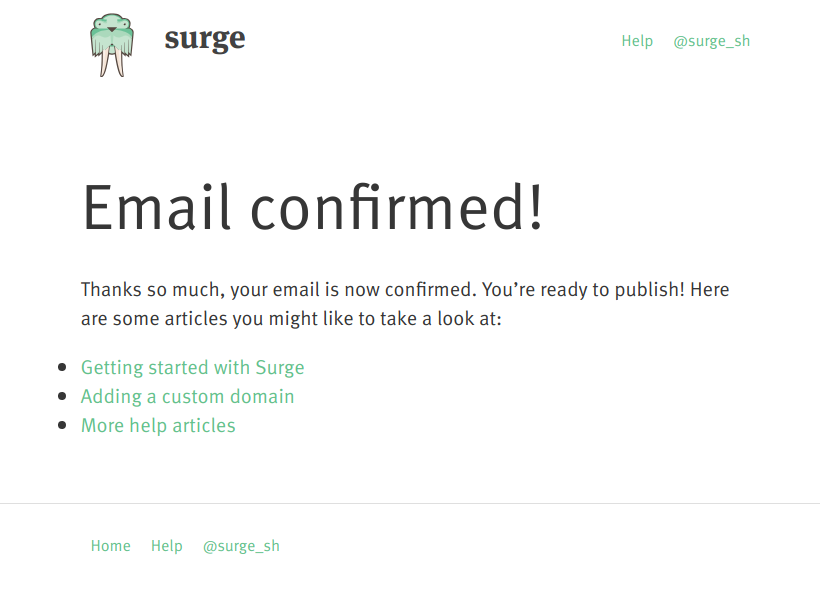 surge
Help @surge_sh
Email confirmed!
Thanks so much, your email is now confirmed. You’re ready to publish! Here
are some articles you might like to take a look at:
Getting started with Surge
Adding a custom domain
More help articles
Home Help @surge_sh